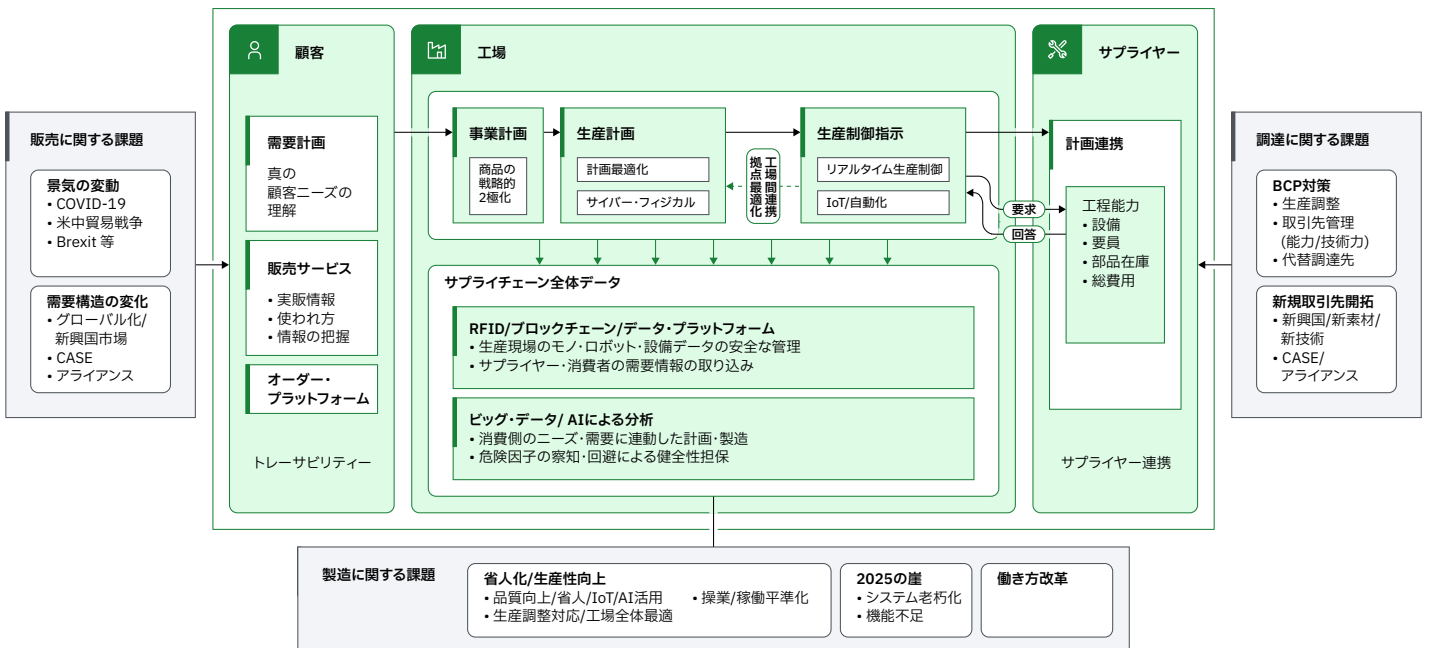 顧客
工場
サプライヤー
販売に関する課題
景気の変動
• COVID-19
• 米中貿易戦争
• Brexit 等
需要構造の変化
• グローバル化/
新興国市場
• CASE
• アライアンス
需要計画
真の
顧客ニーズの
理解
販売サービス
• 実販情報
• 使われ方
• 情報の把握
オーダー・
プラットフォーム
トレーサビリティー
事業計画
商品の
戦略的
2極化
生産計画
計画最適化
サイバー・フィジカル
工場間連携
拠点最適化
生産制御指示
リアルタイム生産制御
IoT/自動化
要求
回答
サプライチェーン全体データ
RFID/ブロックチェーン/データ・プラットフォーム
• 生産現場のモノ・ロボット・設備データの安全な管理
• サプライヤー・消費者の需要情報の取り込み
ビッグ・データ/ AIによる分析
• 消費側のニーズ・需要に連動した計画・製造
• 危険因子の察知・回避による健全性担保
計画連携
工程能力
• 設備
• 要員
• 部品在庫
• 総費用
サプライヤー連携
調達に関する課題
BCP対策
• 生産調整
• 取引先管理
(能力/技術力)
• 代替調達先
新規取引先開拓
• 新興国/新素材/
新技術
• CASE/
アライアンス
製造に関する課題
省人化/生産性向上
• 品質向上/省人/IoT/AI活用
• 操業/稼働平準化
• 生産調整対応/工場全体最適
2025の崖
• システム老朽化
• 機能不足
働き方改革